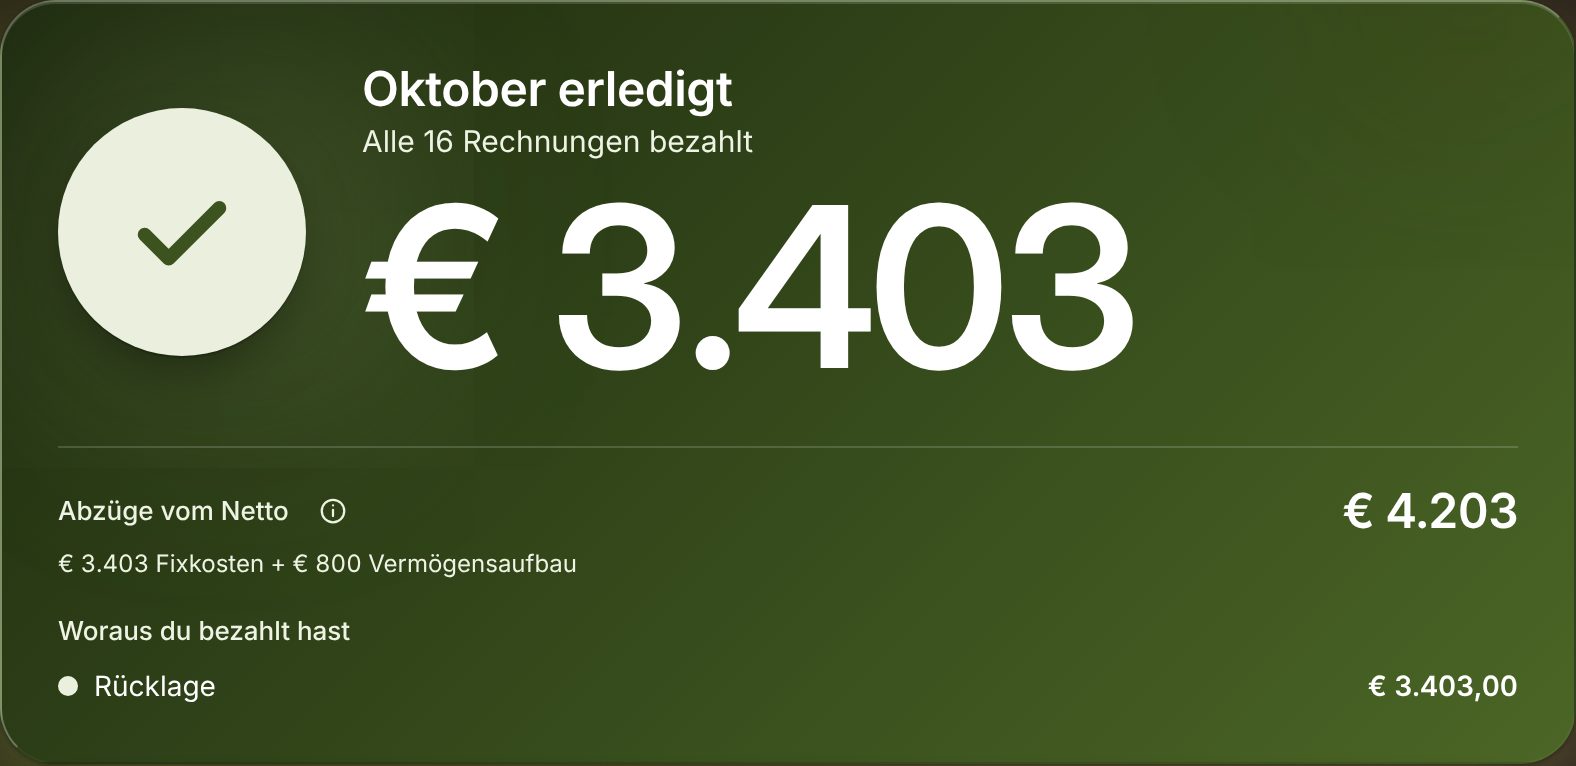 Oktober erledigt
Alle 16 Rechnungen bezahlt
€ 3.403
Abzüge vom Netto
€ 4.203
€ 3.403 Fixkosten + € 800 Vermögensaufbau
Woraus du bezahlt hast
Rücklage
€ 3.403,00